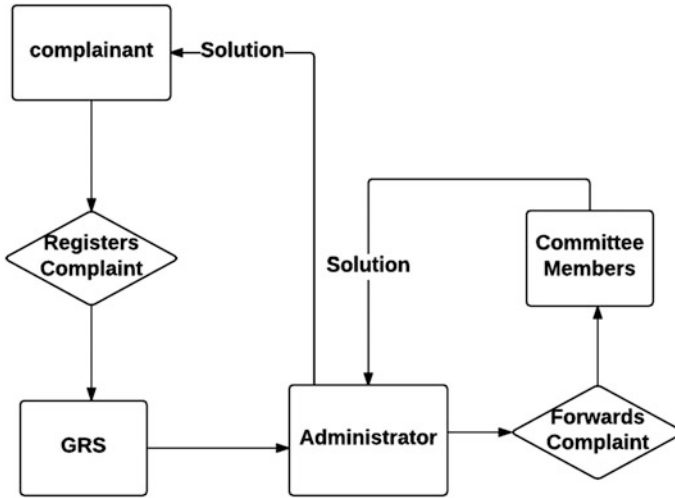 complainant
Solution
Registers
Complaint
Committee
Members
Solution
GRS
Administrator
Forwards
Complaint